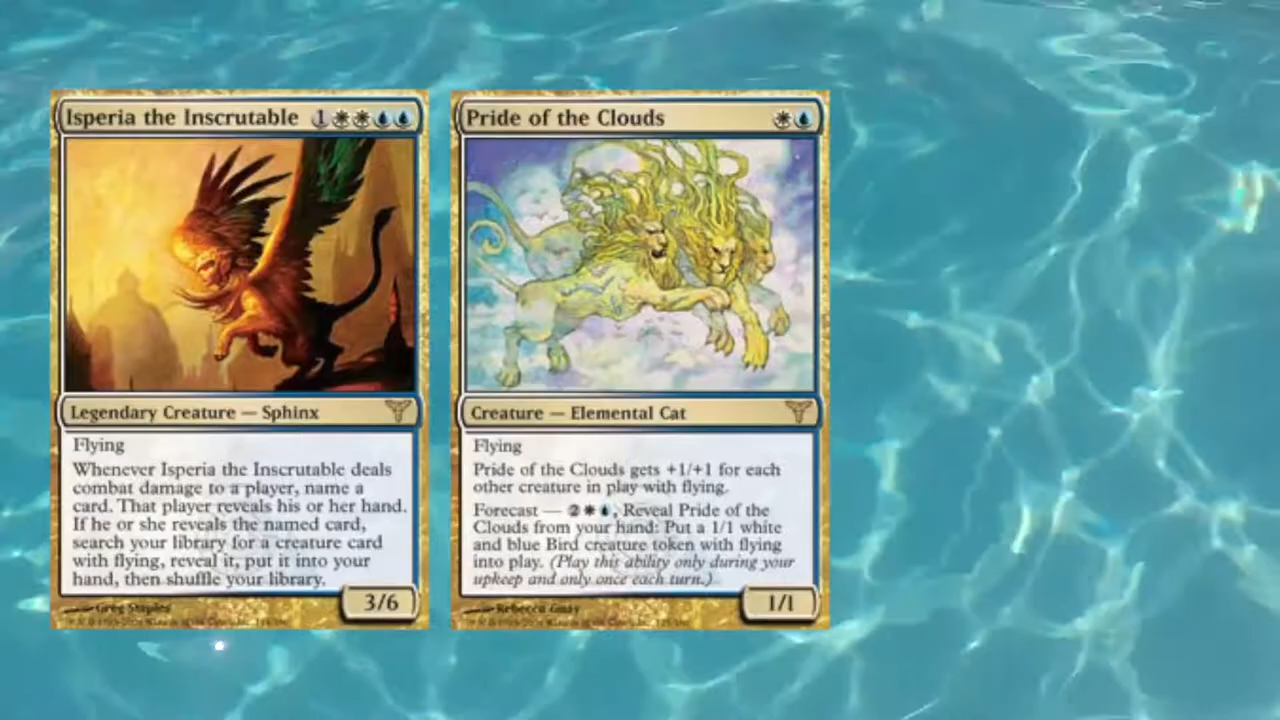 Isperia the Inscrutable 1
Legendary Creature — Sphinx
Flying
Whenever Isperia the Inscrutable deals
combat damage to a player, name a
card. That player reveals his or her hand.
If he or she reveals the named card,
search your library for a creature card
with flying, reveal it, put it into your
hand, then shuffle your library.
3/6
Greg Staples
Pride of the Clouds
Creature — Elemental Cat
Flying
Pride of the Clouds gets +1/+1 for each
other creature in play with flying.
Forecast — 2, Reveal Pride of the
Clouds from your hand: Put a 1/1 white
and blue Bird creature token with flying
into play. (Play this ability only during your
upkeep and only once each turn.)
1/1
Rebecca Guay